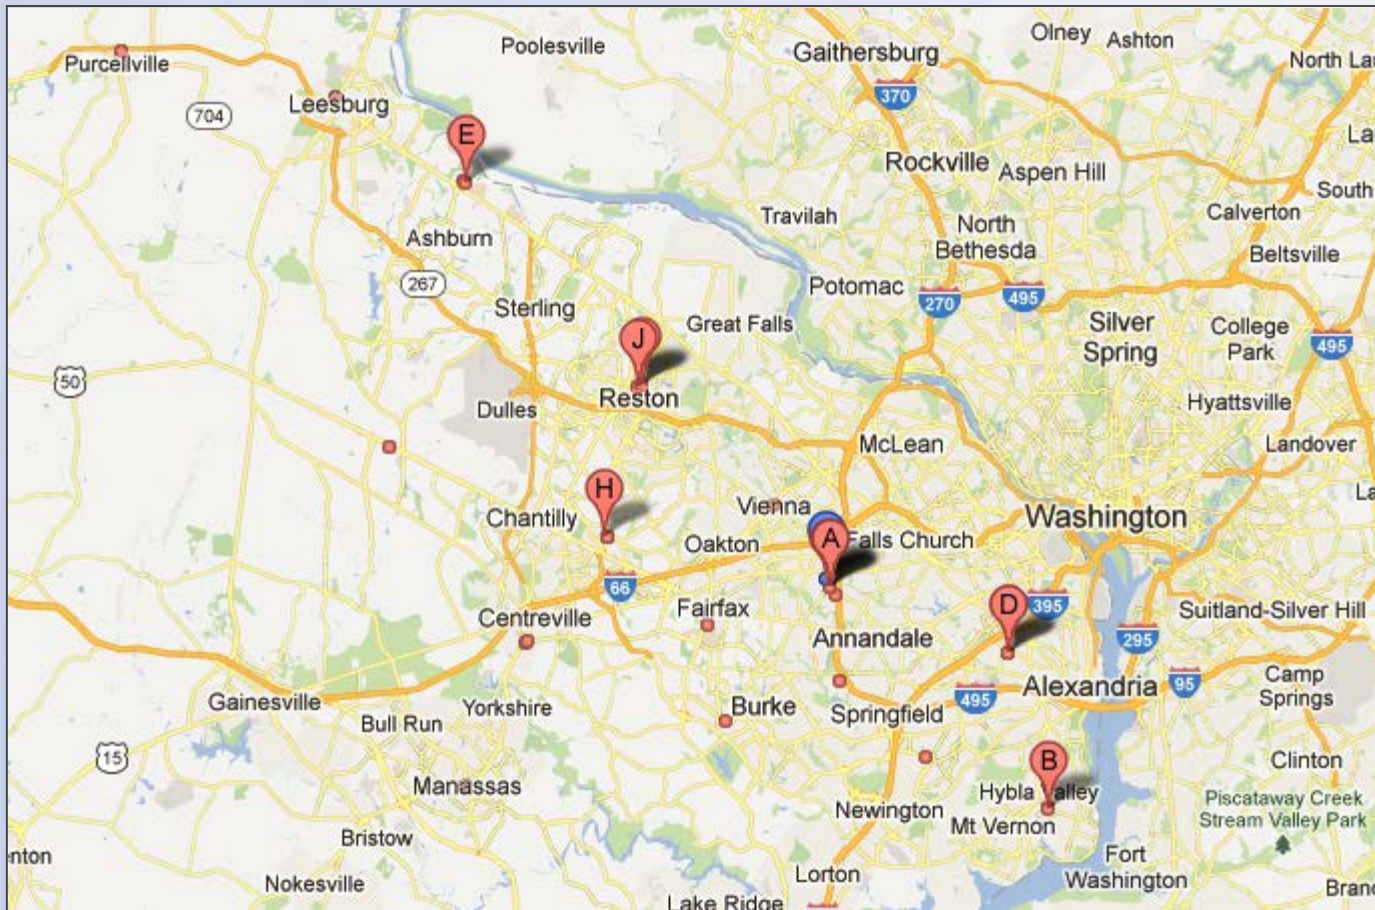 Poolesville
Olney
Ashton
Purcellville
Gaithersburg
North Lau
Leesburg
370
704
E
La
Rockville
Aspen Hill
South
Travilah
North
Bethesda
Calverton
Ashburn
Beltsville
267
Potomac
270
495
Sterling
Great Falls
Silver
Spring
College
Park
J
495
50
Reston
Dulles
Hyattsville
McLean
Landover
H
Vienna
La
Chantilly
Washington
Oakton
A
Falls Church
66
D
395
Centreville
Fairfax
Suitland-Silver Hill
Annandale
295
Camp
Springs
Alexandria
95
495
Gainesville
Yorkshire
Burke
Springfield
Bull Run
15
B
Clinton
Manassas
Hybla Valley
Newington
Mt Vernon
Piscataway Creek
Stream Valley Park
Bristow
enton
Fort
Washington
Lorton
Nokesville
Lake Ridge
Branc